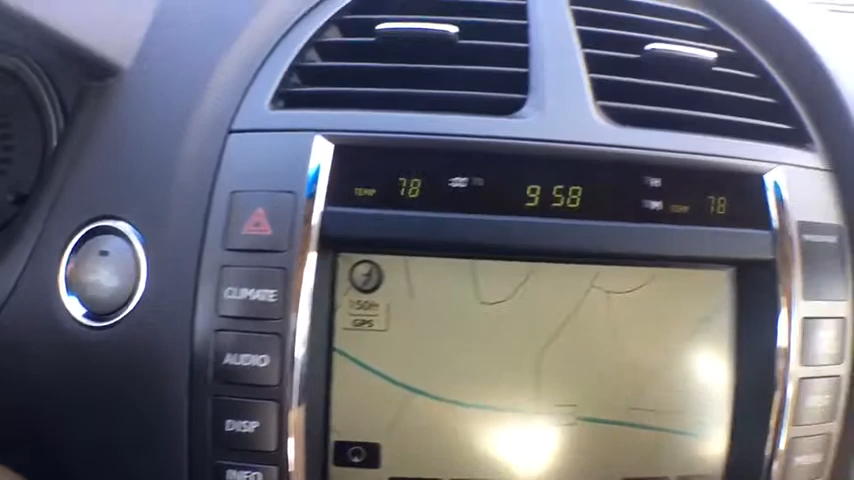 TEMP 78 9 58 TEMP 78
CLIMATE
150ft
GPS
AUDIO
DISP
INFO